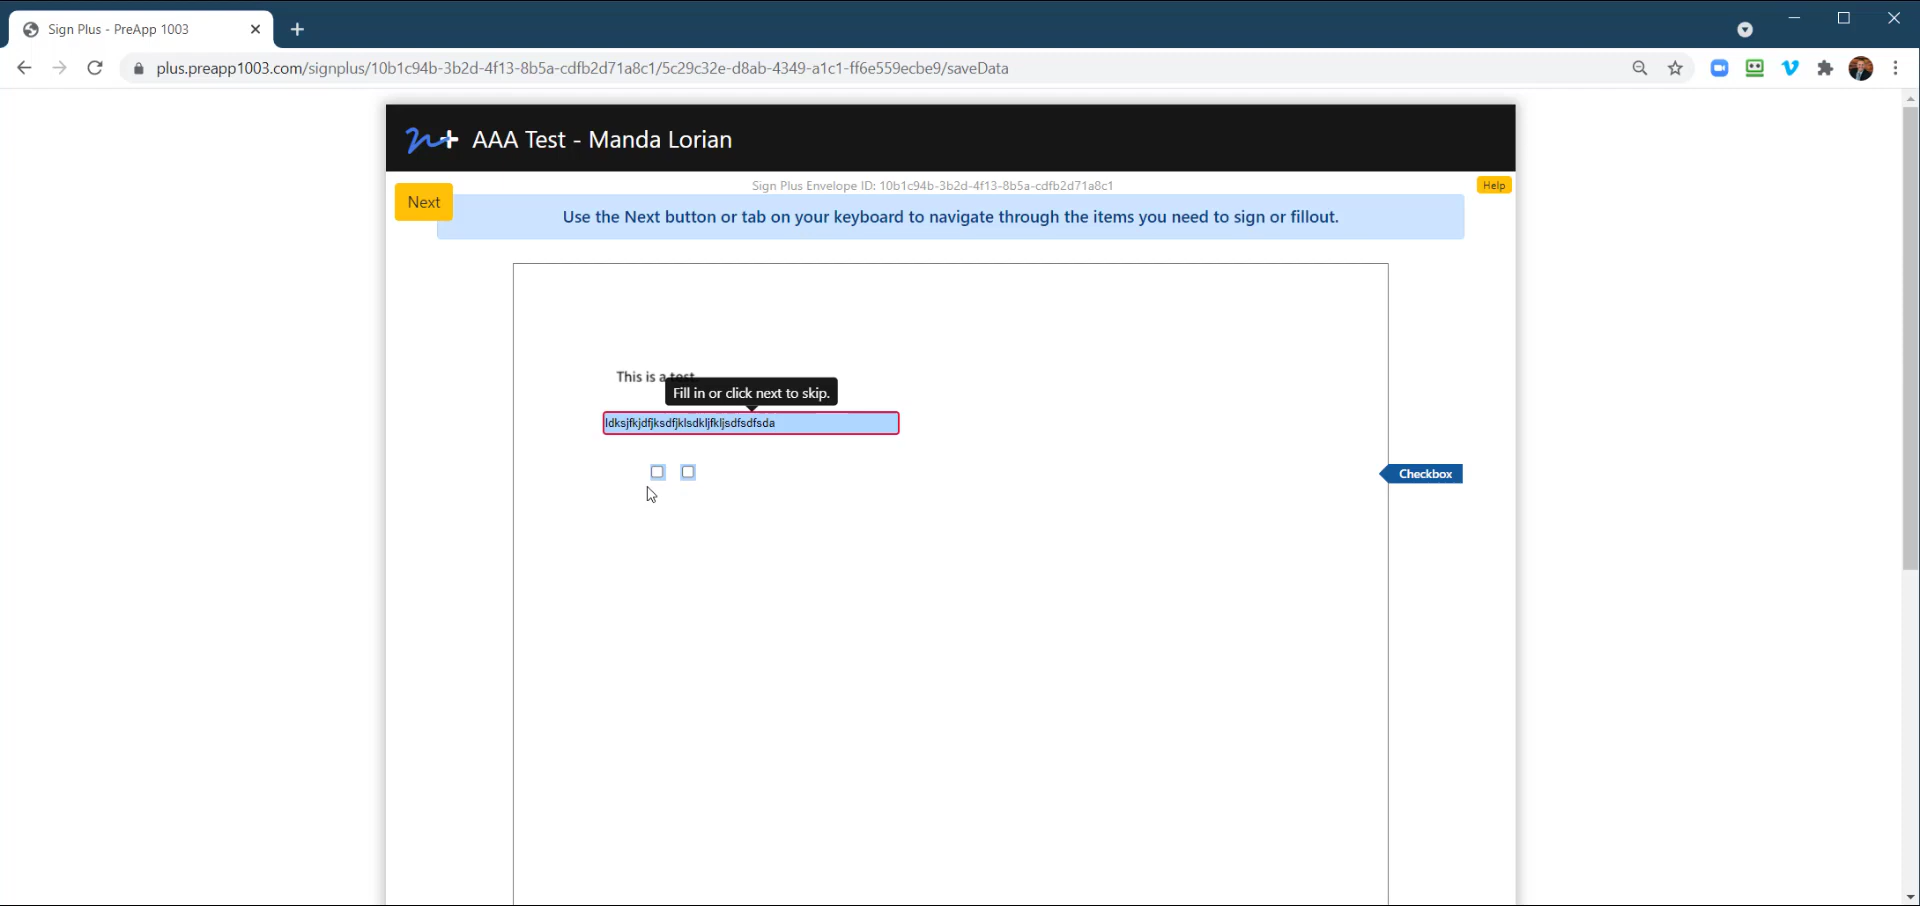 Sign Plus - PreApp 1003
plus.preapp1003.com/signplus/10b1c94b-3b2d-4f13-8b5a-cdfb2d71a8c1/5c29c32e-d8ab-4349-a1c1-ff6e559ecbe9/saveData
AAA Test - Manda Lorian
Sign Plus Envelope ID: 10b1c94b-3b2d-4f13-8b5a-cdfb2d71a8c1
Help
Next
Use the Next button or tab on your keyboard to navigate through the items you need to sign or fillout.
This is a test.
Fill in or click next to skip.
ldksjfkjdfjksdfjklsdkljfkljsdfsdfsda
Checkbox